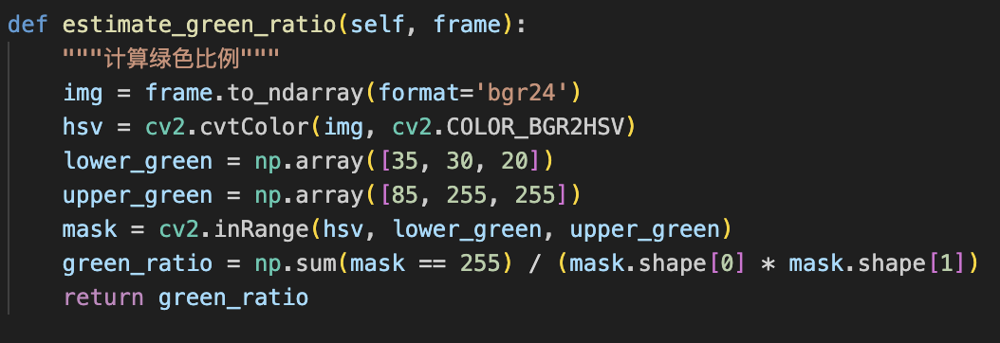 def estimate_green_ratio(self, frame):
    """计算绿色比例"""
    img = frame.to_ndarray(format='bgr24')
    hsv = cv2.cvtColor(img, cv2.COLOR_BGR2HSV)
    lower_green = np.array([35, 30, 20])
    upper_green = np.array([85, 255, 255])
    mask = cv2.inRange(hsv, lower_green, upper_green)
    green_ratio = np.sum(mask == 255) / (mask.shape[0] * mask.shape[1])
    return green_ratio